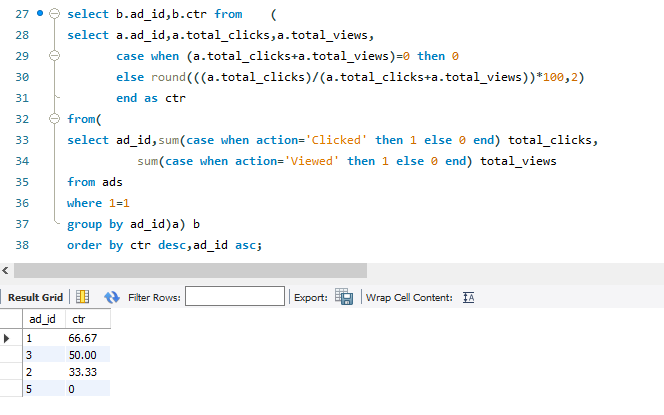 27 select b.ad_id,b.ctr from (
28 select a.ad_id,a.total_clicks,a.total_views,
29 case when (a.total_clicks+a.total_views)=0 then 0
30 else round(((a.total_clicks)/(a.total_clicks+a.total_views))*100,2)
31 end as ctr
32 from(
33 select ad_id,sum(case when action='Clicked' then 1 else 0 end) total_clicks,
34 sum(case when action='Viewed' then 1 else 0 end) total_views
35 from ads
36 where 1=1
37 group by ad_id)a) b
38 order by ctr desc,ad_id asc;
Result Grid Filter Rows: Export: Wrap Cell Content:
ad_id ctr
1 66.67
3 50.00
2 33.33
5 0